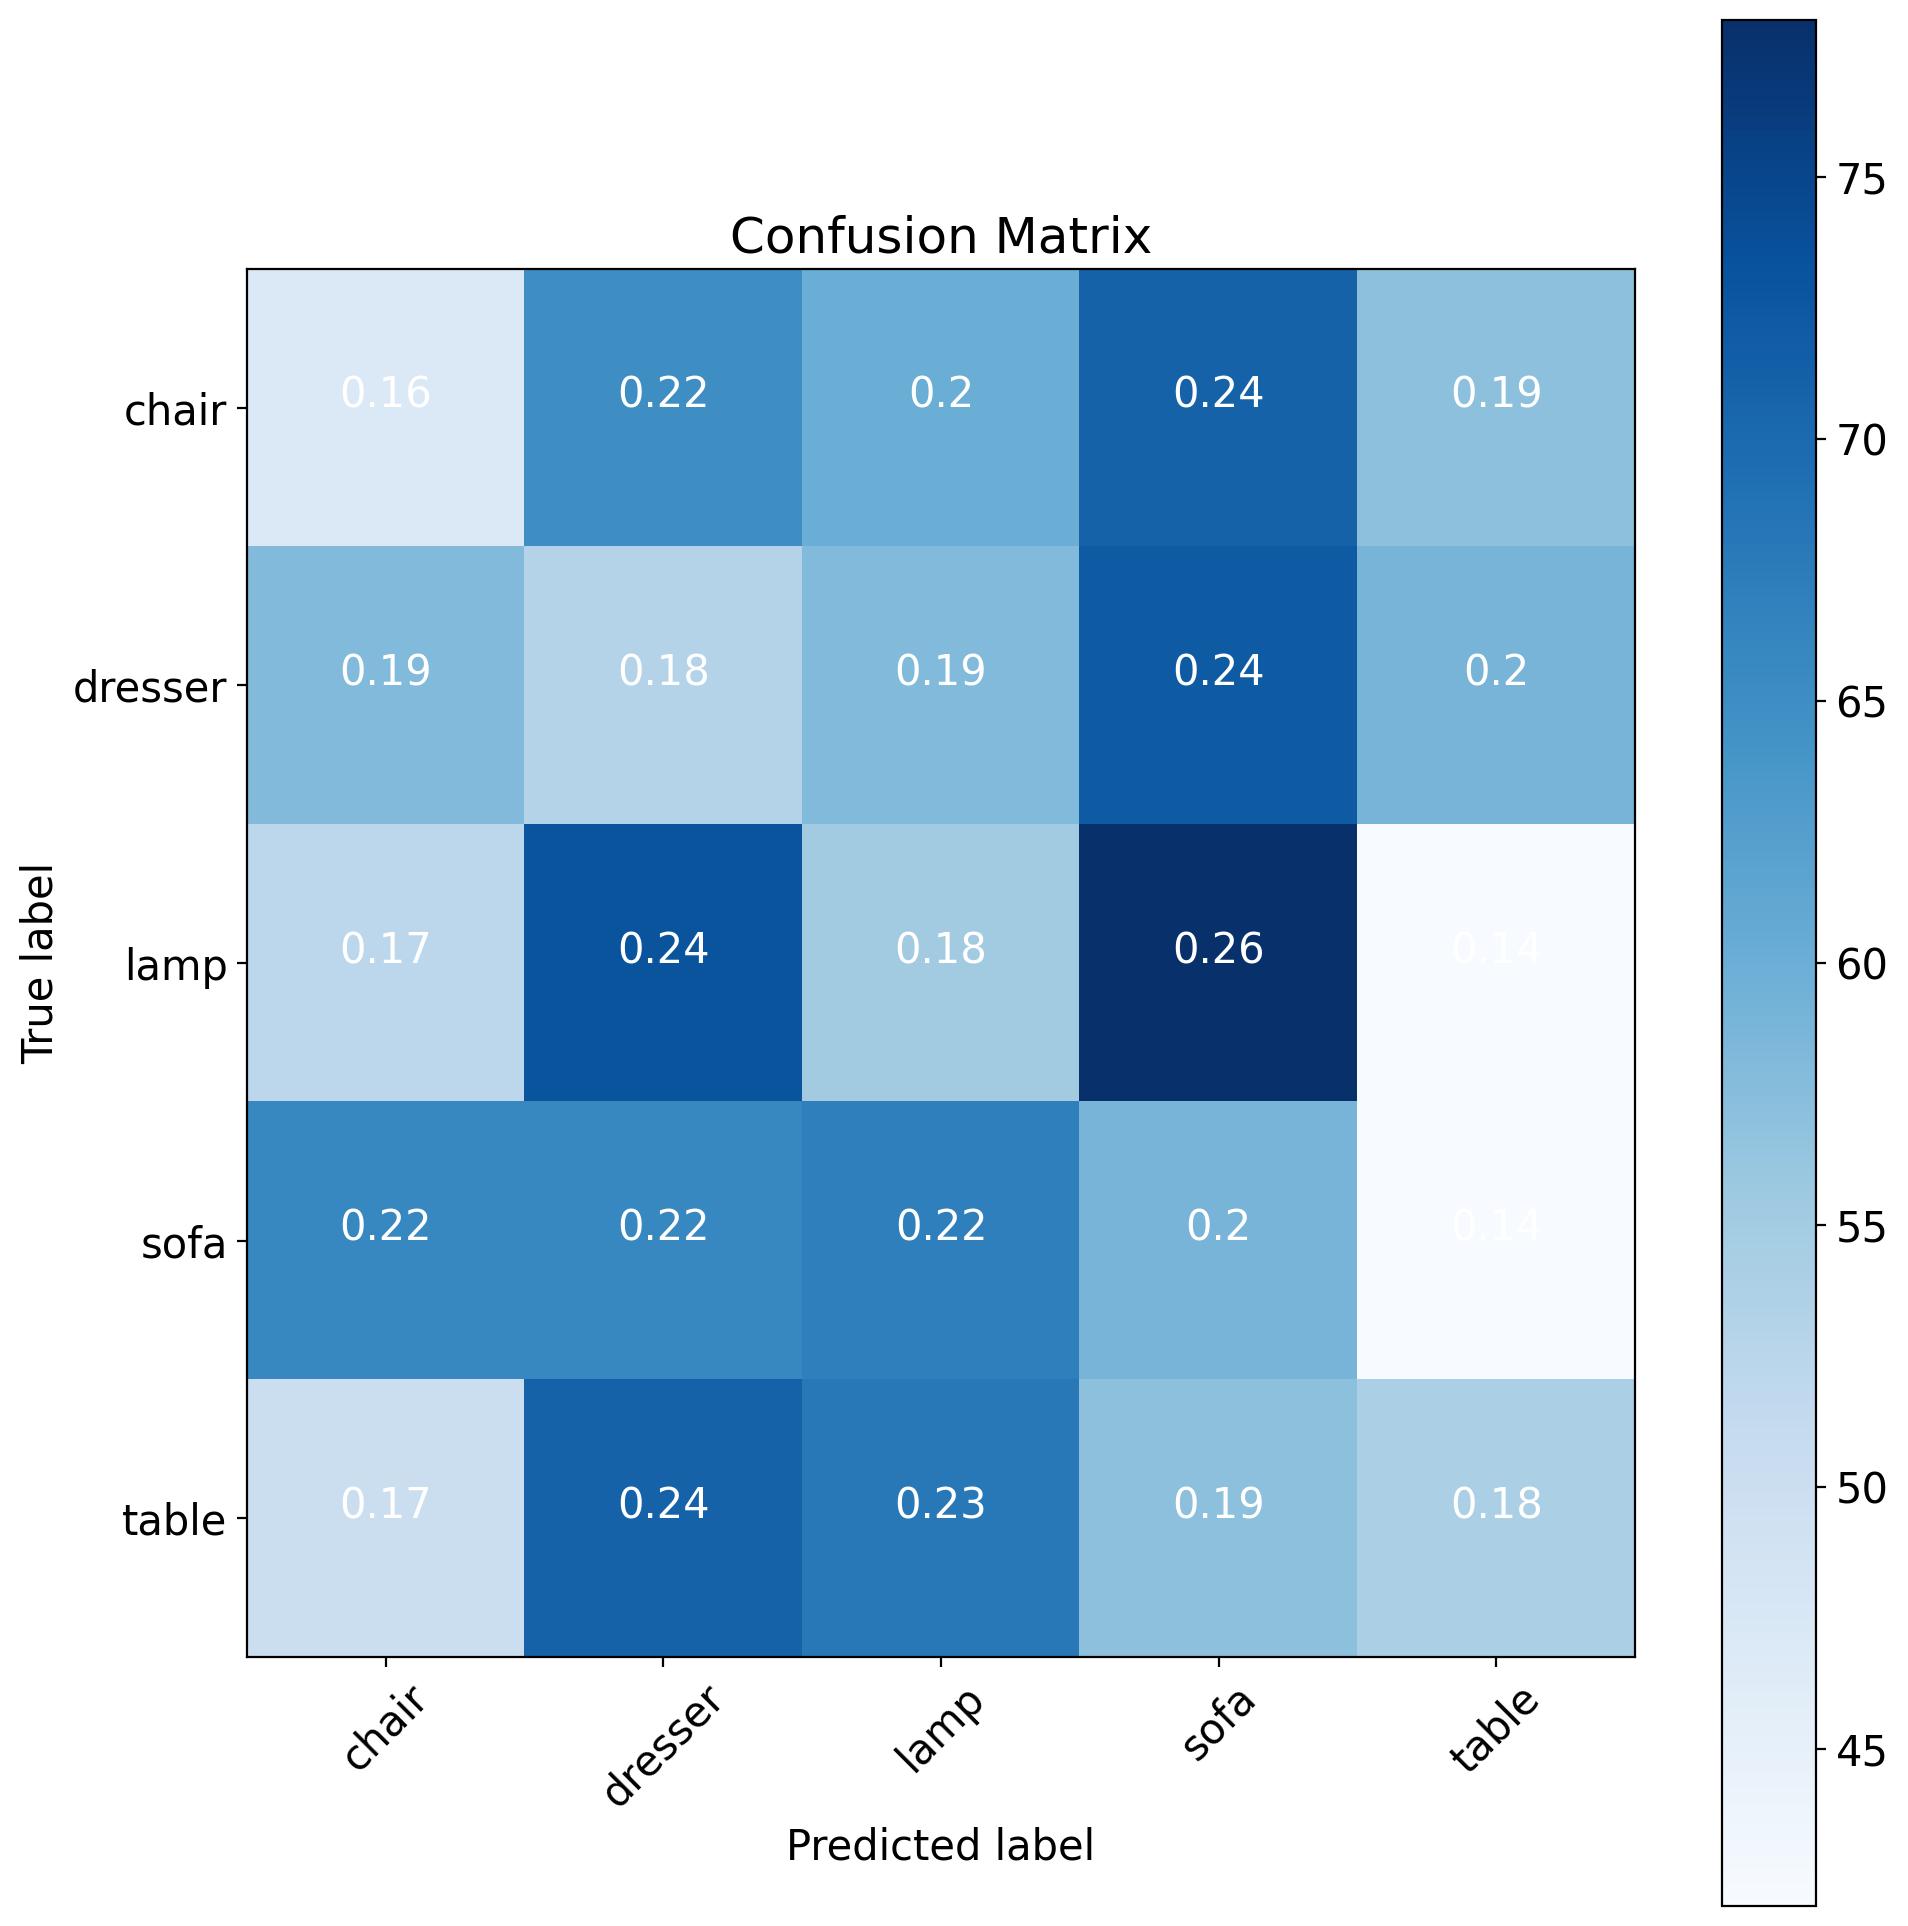 Confusion Matrix
chair 0.16 0.22 0.2 0.24 0.19
dresser 0.19 0.18 0.19 0.24 0.2
lamp 0.17 0.24 0.18 0.26 0.14
sofa 0.22 0.22 0.22 0.2 0.14
table 0.17 0.24 0.23 0.19 0.18
chair dresser lamp sofa table
Predicted label
True label
75
70
65
60
55
50
45